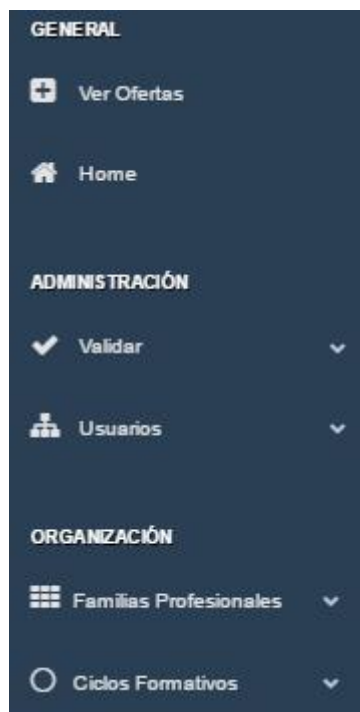 GENERAL
Ver Ofertas
Home
ADMINISTRACIÓN
Validar
Usuarios
ORGANIZACIÓN
Familias Profesionales
Ciclos Formativos